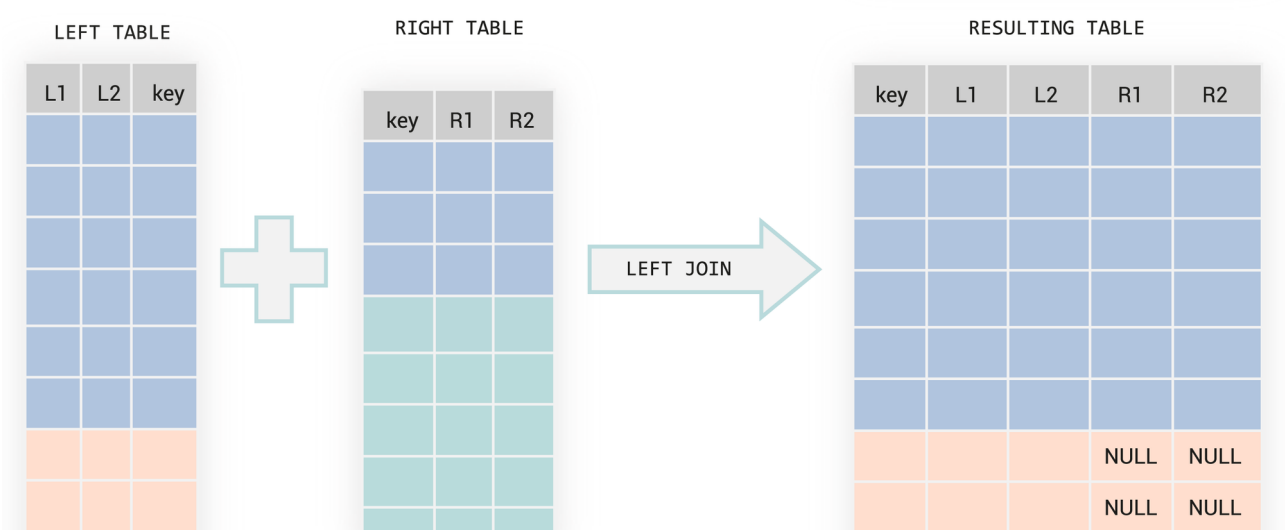 LEFT TABLE
RIGHT TABLE
RESULTING TABLE
L1 L2 key
key R1 R2
key L1 L2 R1 R2
LEFT JOIN
NULL NULL
NULL NULL